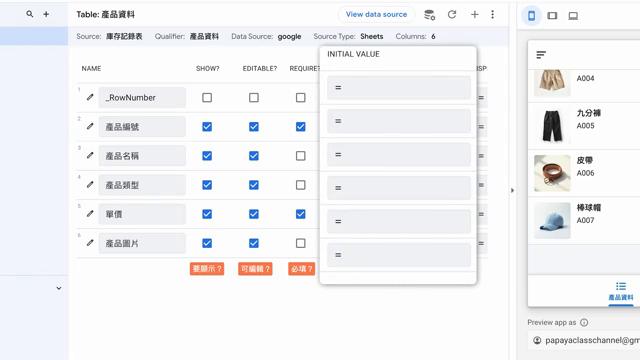 Table: 產品資料
View data source
Source: 庫存記錄表 Qualifier: 產品資料 Data Source: google Source Type: Sheets Columns: 6
NAME SHOW? EDITABLE? REQUIRE? INITIAL VALUE
1 _RowNumber =
2 產品編號 =
3 產品名稱 =
4 產品類型 =
5 單價 =
6 產品圖片 =
要顯示？ 可編輯？ 必填？
A004
九分褲
A005
皮帶
A006
棒球帽
A007
產品資料
Preview app as
papayaclasschannel@gm